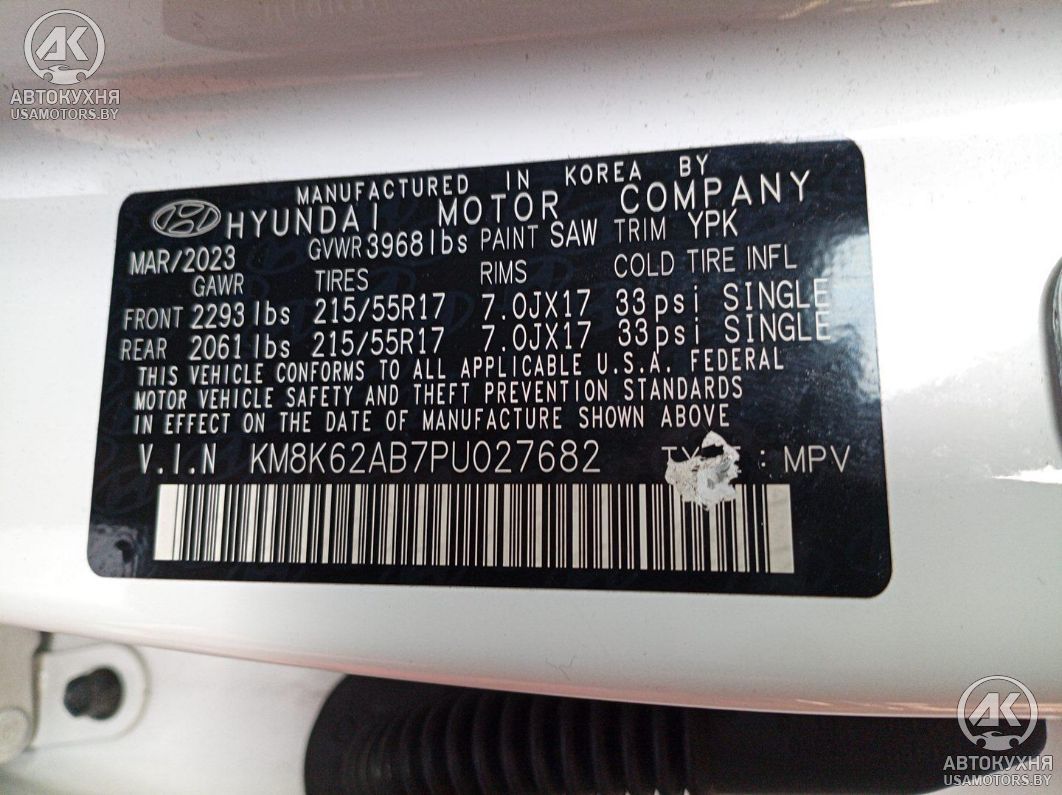 АК
АВТОКУХНЯ
USAMOTORS.BY
MANUFACTURED IN KOREA BY
HYUNDAI MOTOR COMPANY
MAR/2023 GVWR 3968 lbs PAINT SAW TRIM YPK
GAWR TIRES RIMS COLD TIRE INFL
FRONT 2293 lbs 215/55R17 7.0JX17 33psi SINGLE
REAR 2061 lbs 215/55R17 7.0JX17 33psi SINGLE
THIS VEHICLE CONFORMS TO ALL APPLICABLE U.S.A. FEDERAL
MOTOR VEHICLE SAFETY AND THEFT PREVENTION STANDARDS
IN EFFECT ON THE DATE OF MANUFACTURE SHOWN ABOVE
V.I.N KM8K62AB7PU027682 : MPV
АК
АВТОКУХНЯ
USAMOTORS.BY